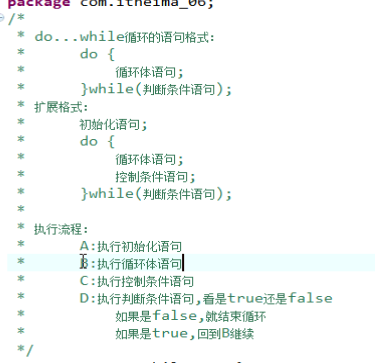 package com.itheima_06;
/*
 * do...while循环的语句格式:
 * do {
 * 循环体语句;
 * }while(判断条件语句);
 * 扩展格式:
 * 初始化语句;
 * do {
 * 循环体语句;
 * 控制条件语句;
 * }while(判断条件语句);
 *
 * 执行流程:
 * A:执行初始化语句
 * B:执行循环体语句
 * C:执行控制条件语句
 * D:执行判断条件语句,看是true还是false
 * 如果是false,就结束循环
 * 如果是true,回到B继续
 */